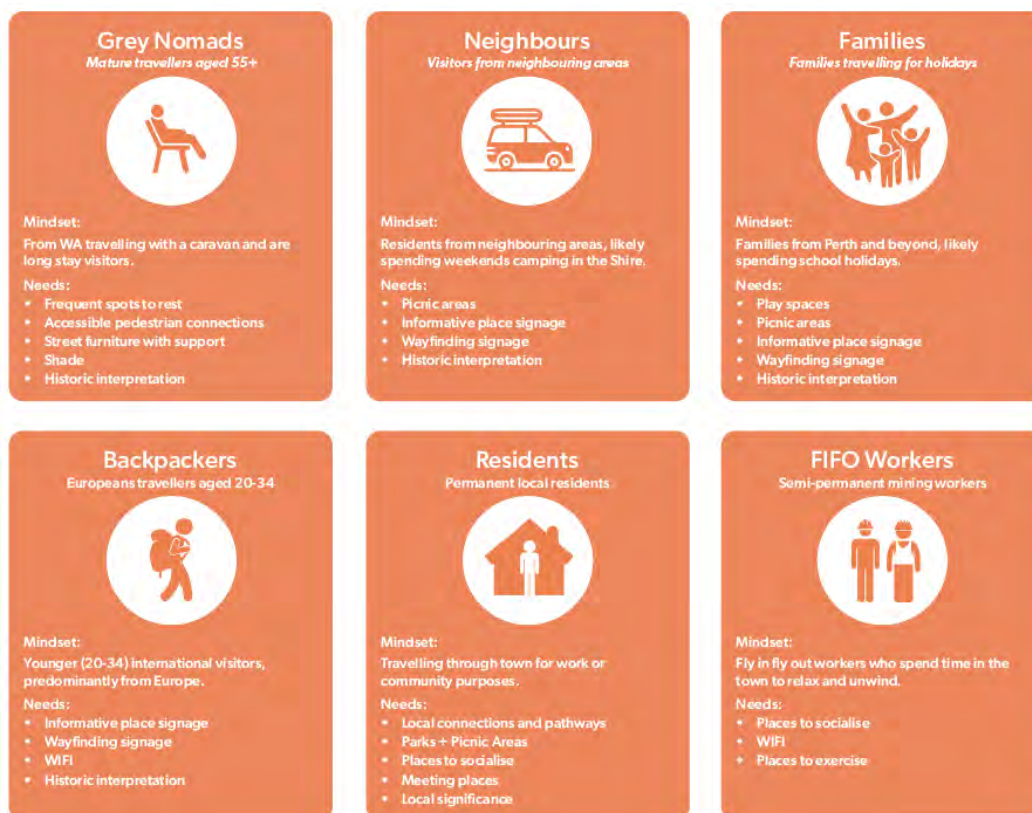 Grey Nomads
Mature travellers aged 55+
Mindset:
From WA travelling with a caravan and are
long stay visitors.
Needs:
• Frequent spots to rest
• Accessible pedestrian connections
• Street furniture with support
• Shade
• Historic interpretation
Neighbours
Visitors from neighbouring areas
Mindset:
Residents from neighbouring areas, likely
spending weekends camping in the Shire.
Needs:
• Picnic areas
• Informative place signage
• Wayfinding signage
• Historic interpretation
Families
Families travelling for holidays
Mindset:
Families from Perth and beyond, likely
spending school holidays.
Needs:
• Play spaces
• Picnic areas
• Informative place signage
• Wayfinding signage
• Historic interpretation
Backpackers
Europeans travellers aged 20-34
Mindset:
Younger (20-34) international visitors,
predominantly from Europe.
Needs:
• Informative place signage
• Wayfinding signage
• WIFI
• Historic interpretation
Residents
Permanent local residents
Mindset:
Travelling through town for work or
community purposes.
Needs:
• Local connections and pathways
• Parks + Picnic Areas
• Places to socialise
• Meeting places
• Local significance
FIFO Workers
Semi-permanent mining workers
Mindset:
Fly in fly out workers who spend time in the
town to relax and unwind.
Needs:
• Places to socialise
• WIFI
• Places to exercise